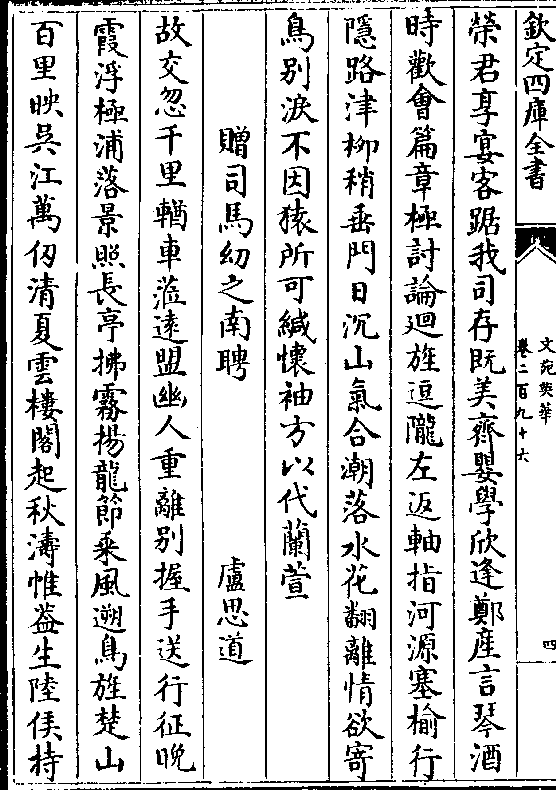 欽定四庫全書
文苑英華
卷二百九十六
四
榮君享宴客踞我司存既美齊嬰學欣逢鄭産言琴酒
時歡會篇章極討論迴旌逗隴左返軸指河源塞榆行
隱路津柳稍垂門日沉山氣合潮落水花翻離情欲寄
鳥别淚不因猿所可緘懷袖方以代蘭萱
贈司馬㓜之南聘
盧思道
故交忽千里輶車涖遠盟幽人重離别握手送行征晚
霞浮極浦落景照長亭拂霧揚龍節乘風遡鳥旌楚山
百里映吳江萬仞清夏雲樓閣起秋濤帷葢生陸侯持